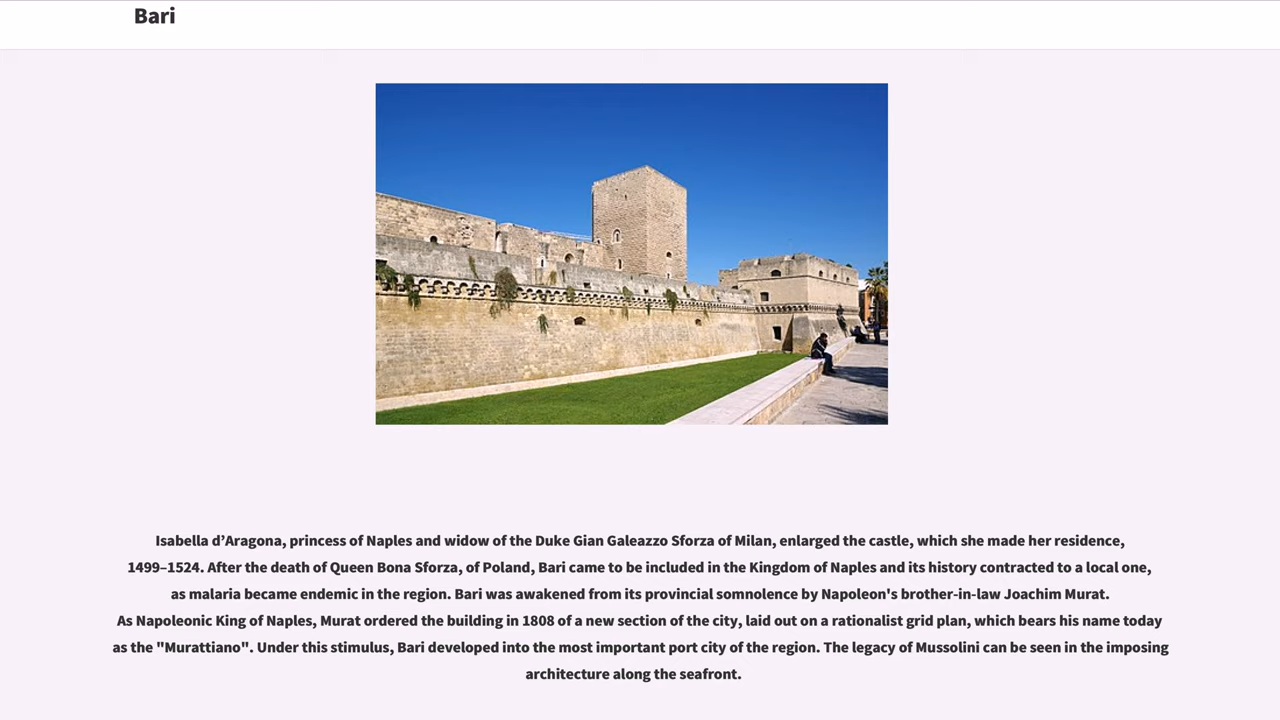 Bari
Isabella d’Aragona, princess of Naples and widow of the Duke Gian Galeazzo Sforza of Milan, enlarged the castle, which she made her residence,
1499–1524. After the death of Queen Bona Sforza, of Poland, Bari came to be included in the Kingdom of Naples and its history contracted to a local one,
as malaria became endemic in the region. Bari was awakened from its provincial somnolence by Napoleon's brother-in-law Joachim Murat.
As Napoleonic King of Naples, Murat ordered the building in 1808 of a new section of the city, laid out on a rationalist grid plan, which bears his name today
as the "Murattiano". Under this stimulus, Bari developed into the most important port city of the region. The legacy of Mussolini can be seen in the imposing
architecture along the seafront.